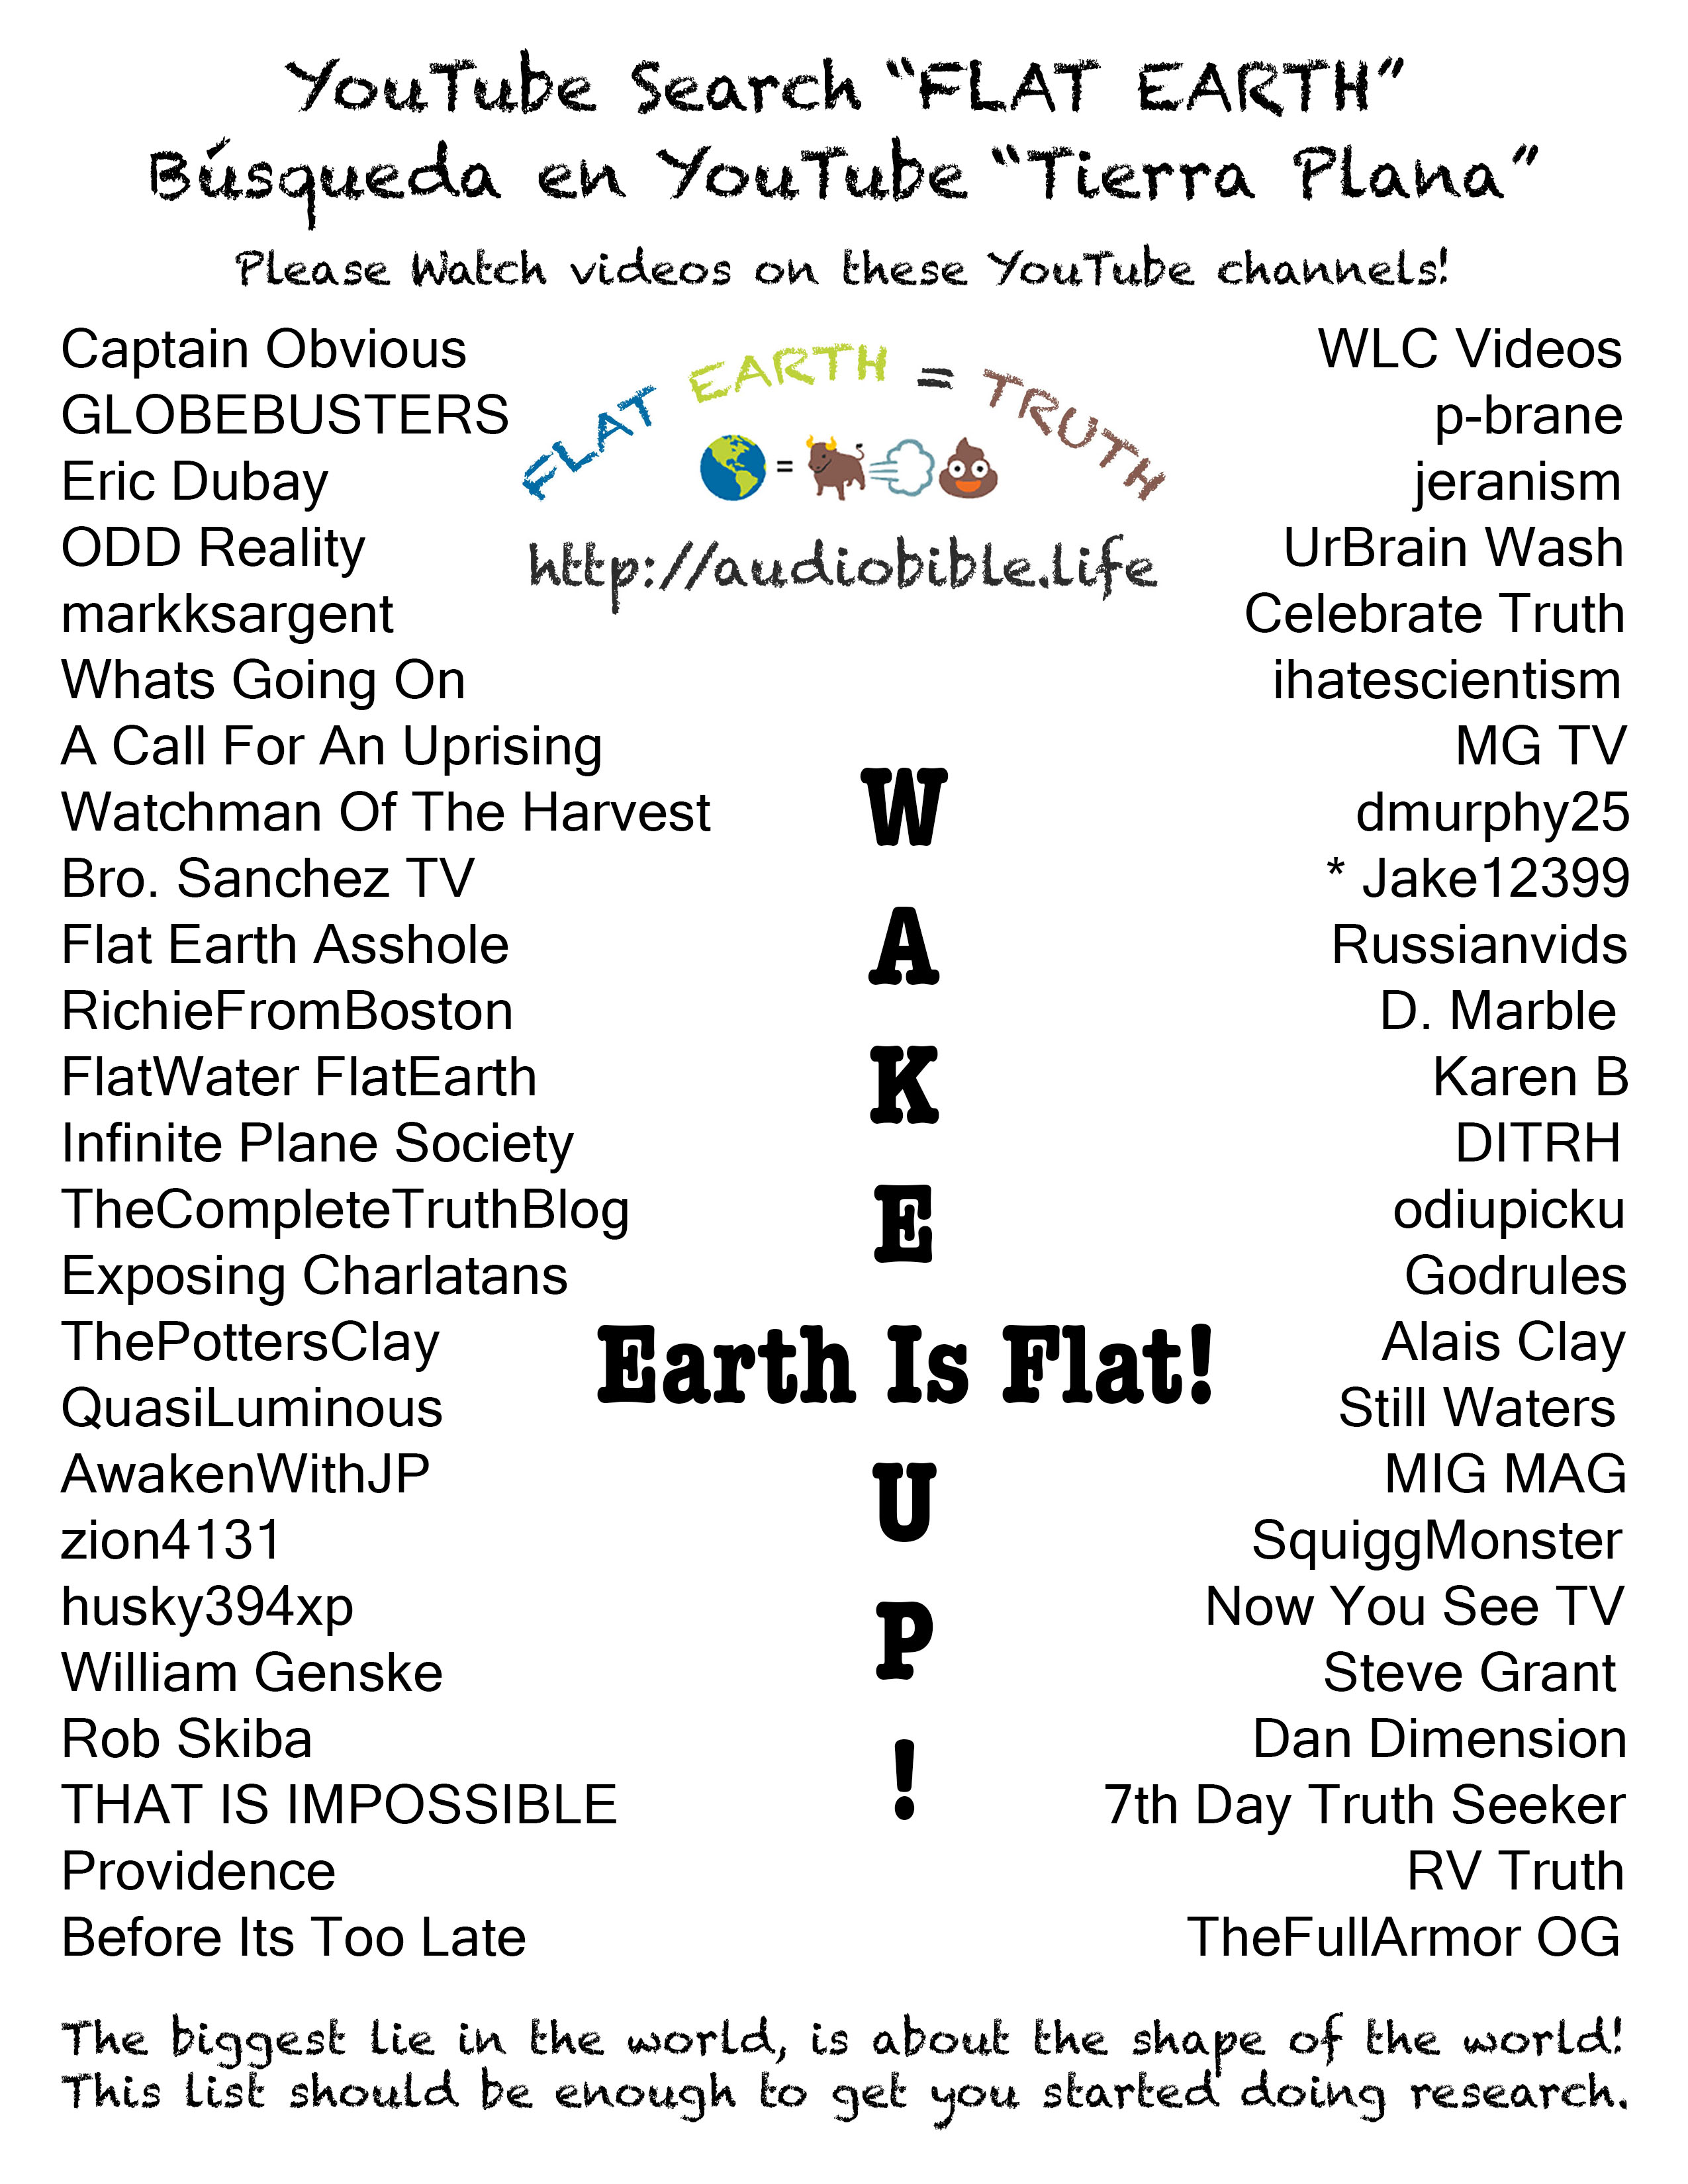 YouTube Search “FLAT EARTH”
Búsqueda en YouTube “Tierra Plana”
Please Watch videos on these YouTube channels!
FLAT EARTH = TRUTH
=
http://audiobible.life
Captain Obvious
GLOBEBUSTERS
Eric Dubay
ODD Reality
markksargent
Whats Going On
A Call For An Uprising
Watchman Of The Harvest
Bro. Sanchez TV
Flat Earth Asshole
RichieFromBoston
FlatWater FlatEarth
Infinite Plane Society
TheCompleteTruthBlog
Exposing Charlatans
ThePottersClay
QuasiLuminous
AwakenWithJP
zion4131
husky394xp
William Genske
Rob Skiba
THAT IS IMPOSSIBLE
Providence
Before Its Too Late
W
A
K
E
Earth Is Flat!
U
P
!
WLC Videos
p-brane
jeranism
UrBrain Wash
Celebrate Truth
ihatescientism
MG TV
dmurphy25
* Jake12399
Russianvids
D. Marble
Karen B
DITRH
odiupicku
Godrules
Alais Clay
Still Waters
MIG MAG
SquiggMonster
Now You See TV
Steve Grant
Dan Dimension
7th Day Truth Seeker
RV Truth
TheFullArmor OG
The biggest lie in the world, is about the shape of the world!
This list should be enough to get you started doing research.